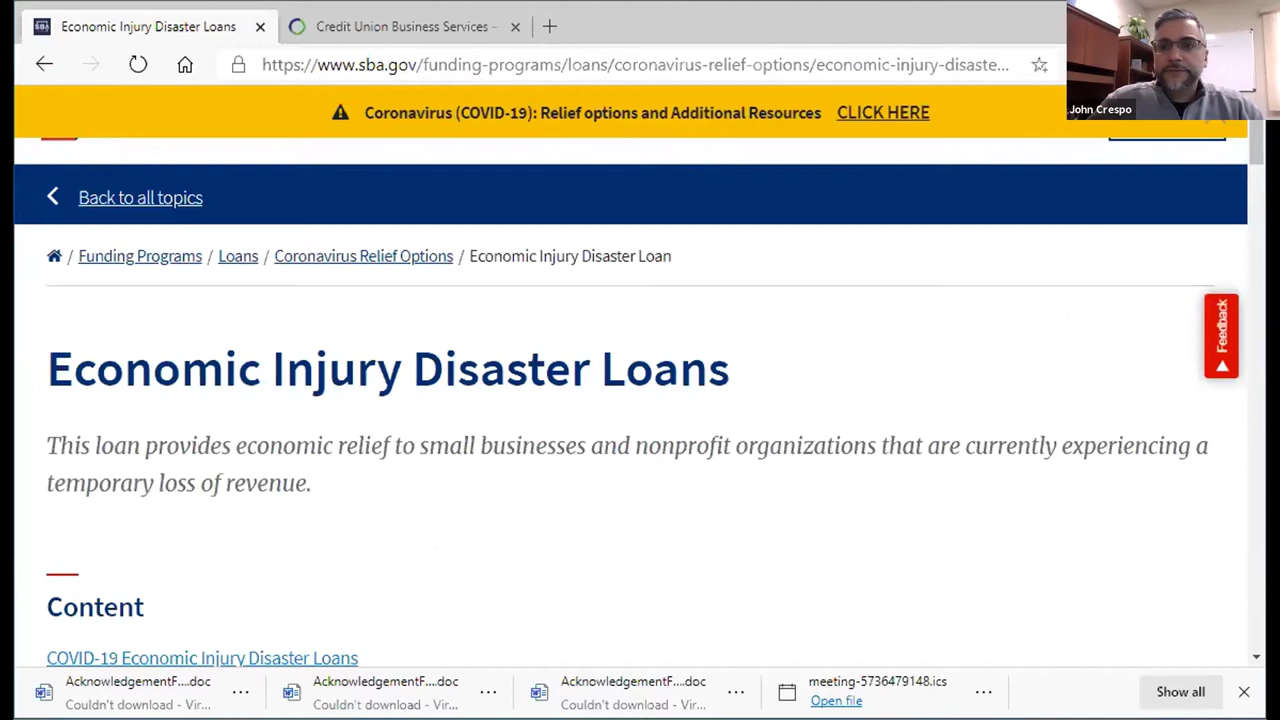 Economic Injury Disaster Loans
Credit Union Business Services –
https://www.sba.gov/funding-programs/loans/coronavirus-relief-options/economic-injury-disaste...
John Crespo
Coronavirus (COVID-19): Relief options and Additional Resources CLICK HERE
Back to all topics
/ Funding Programs / Loans / Coronavirus Relief Options / Economic Injury Disaster Loan
Feedback
Economic Injury Disaster Loans
This loan provides economic relief to small businesses and nonprofit organizations that are currently experiencing a
temporary loss of revenue.
Content
COVID-19 Economic Injury Disaster Loans
AcknowledgementF....doc
Couldn't download - Vir...
AcknowledgementF....doc
Couldn't download - Vir...
AcknowledgementF....doc
Couldn't download - Vir...
meeting-5736479148.ics
Open file
Show all